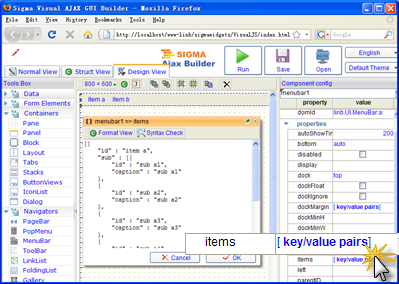 Sigma Visual AJAX GUI Builder - Mozilla Firefox
File Edit View History Bookmarks Tools Help
http://localhost/www-linb/sigmawidgets/VisualJS/index.html
SIGMA
Ajax Builder
Run Save Open
English
Default Theme
Normal View Struct View Design View
Tools Box
Data
Form Elements
Containers
Pane
Panel
Block
Layout
Tabs
Stacks
ButtonViews
IconList
Dialog
Navigators
PageBar
PopMenu
MenuBar
ToolBar
LinkList
FoldingList
Gallery
800 × 600
item a item b
menubar1 => items
Format View Syntax Check
[{
"id" : "item a",
"sub" : [{
"id" : "sub a1",
"caption" : "sub a1"
},
{
"id" : "sub a2",
"caption" : "sub a2"
},
{
"id" : "sub a3",
"caption" : "sub a3"
},
{
Cancel OK
Component config
menubar1
property value
domId linb.UI.MenuBar:a:
properties
autoShowTin 200
bottom auto
disabled
display
dock top
dockFloat
dockIgnore
dockMargin [ key/value pairs]
dockMinH
dockMinW
items [ key/value pairs]
items [ key/value pairs]
left
parentID